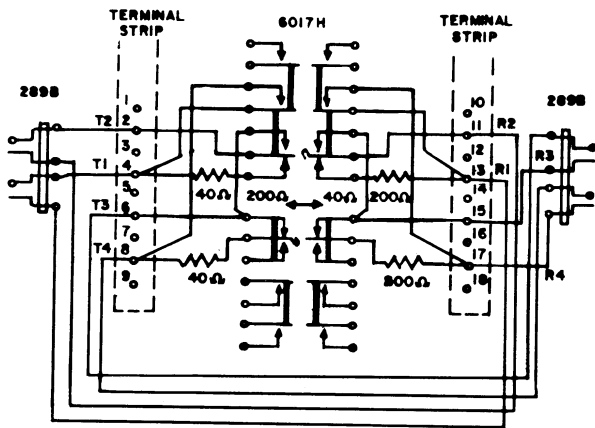 TERMINAL
STRIP
6017H
TERMINAL
STRIP
289B
289B
1
2
3
4
5
6
7
8
9
T2
T1
T3
T4
40Ω
200Ω
40Ω
200Ω
40Ω
800Ω
10
11
12
13
14
15
16
17
18
R2
R1
R3
R4